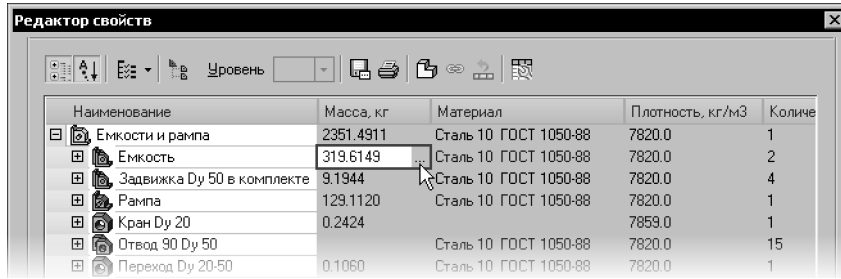 Редактор свойств
Уровень
Наименование Масса, кг Материал Плотность, кг/м3 Количе
Емкости и рампа 2351.4911 Сталь 10 ГОСТ 1050-88 7820.0 1
Емкость 319.6149 ... Сталь 10 ГОСТ 1050-88 7820.0 2
Задвижка Dy 50 в комплекте 9.1944 Сталь 10 ГОСТ 1050-88 7820.0 4
Рампа 129.1120 Сталь 10 ГОСТ 1050-88 7820.0 1
Кран Dy 20 0.2424 7859.0 1
Отвод 90 Dy 50 Сталь 10 ГОСТ 1050-88 7820.0 15
Переход Dy 20-50 0.1060 Сталь 10 ГОСТ 1050-88 7820.0 1